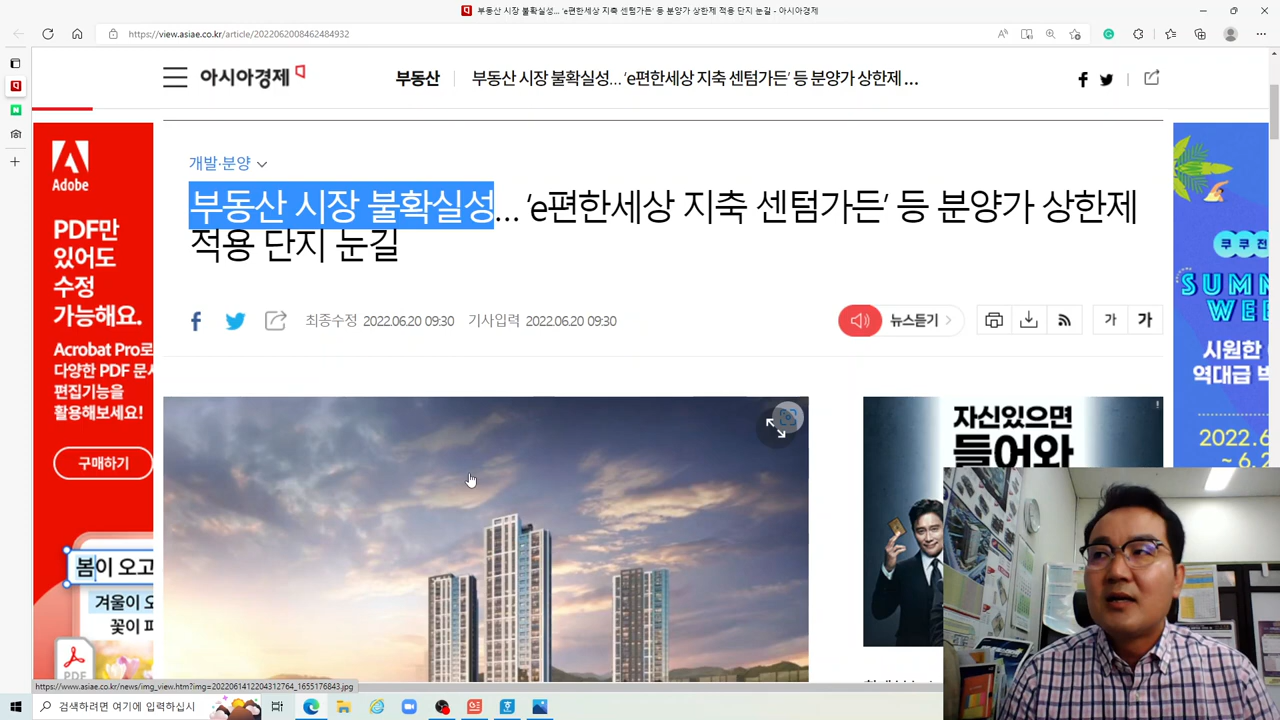 부동산 시장 불확실성... ‘e편한세상 지축 센텀가든’ 등 분양가 상한제 적용 단지 눈길 - 아시아경제
https://view.asiae.co.kr/article/2022062008462484932
아시아경제
부동산
부동산 시장 불확실성... ‘e편한세상 지축 센텀가든’ 등 분양가 상한제 ...
개발·분양
부동산 시장 불확실성... ‘e편한세상 지축 센텀가든’ 등 분양가 상한제
적용 단지 눈길
최종수정 2022.06.20 09:30 기사입력 2022.06.20 09:30
뉴스듣기
가 가
Adobe
PDF만
있어도
수정
가능해요.
Acrobat Pro로
다양한 PDF 문서
편집기능을
활용해보세요!
구매하기
봄이 오고
겨울이 오
꽃이 피
PDF
쿠쿠전
SUMM
WE
시원한
역대급
2022.6
~ 6.2
자신있으면
들어와
https://www.asiae.co.kr/news/img_view.htm?img=2022061412204312764_1655176843.jpg
검색하려면 여기에 입력하십시